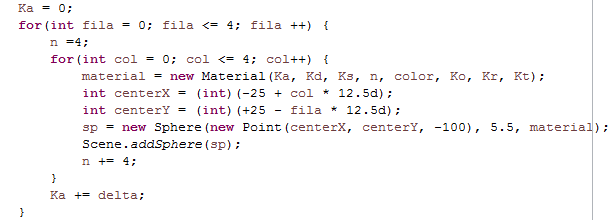 Ka = 0;
for(int fila = 0; fila <= 4; fila ++) {
n =4;
for(int col = 0; col <= 4; col++) {
material = new Material(Ka, Kd, Ks, n, color, Ko, Kr, Kt);
int centerX = (int)(-25 + col * 12.5d);
int centerY = (int)(+25 - fila * 12.5d);
sp = new Sphere(new Point(centerX, centerY, -100), 5.5, material);
Scene.addSphere(sp);
n += 4;
}
Ka += delta;
}